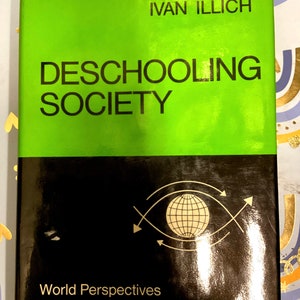 IVAN ILLICH
DESCHOOLING
SOCIETY
World Perspectives